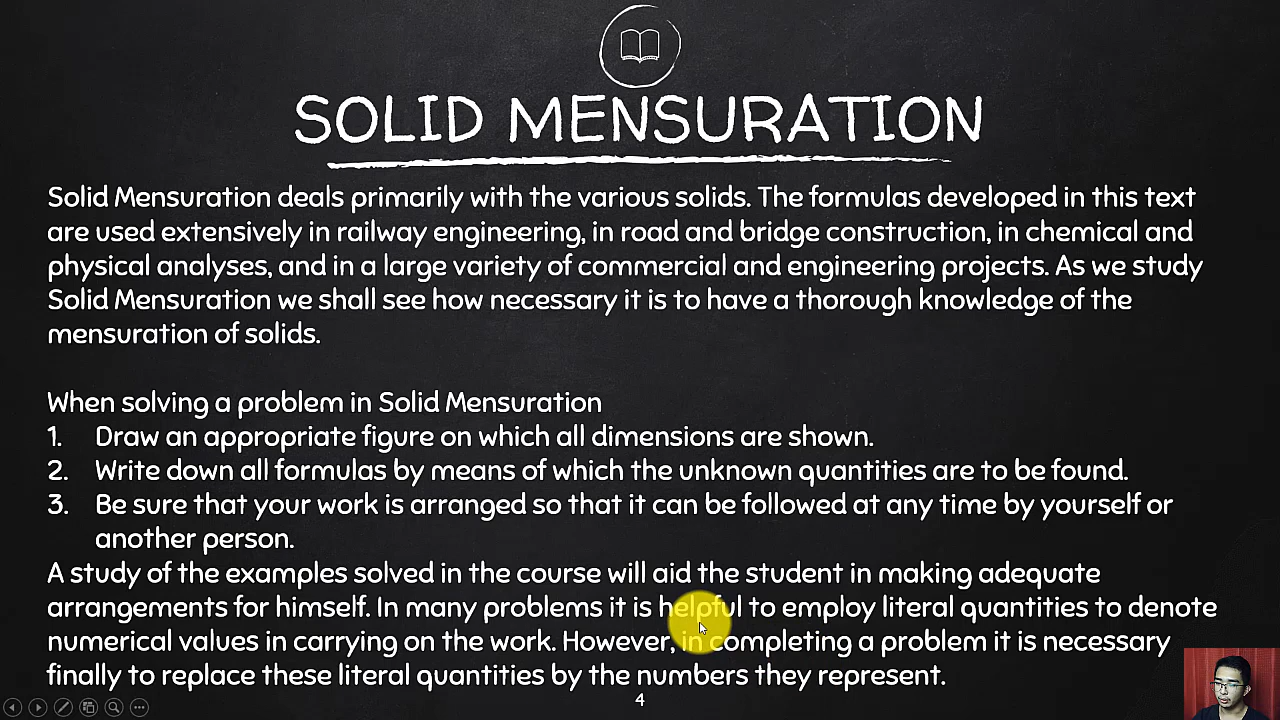 SOLID MENSURATION
Solid Mensuration deals primarily with the various solids. The formulas developed in this text
are used extensively in railway engineering, in road and bridge construction, in chemical and
physical analyses, and in a large variety of commercial and engineering projects. As we study
Solid Mensuration we shall see how necessary it is to have a thorough knowledge of the
mensuration of solids.
When solving a problem in Solid Mensuration
1. Draw an appropriate figure on which all dimensions are shown.
2. Write down all formulas by means of which the unknown quantities are to be found.
3. Be sure that your work is arranged so that it can be followed at any time by yourself or
another person.
A study of the examples solved in the course will aid the student in making adequate
arrangements for himself. In many problems it is helpful to employ literal quantities to denote
numerical values in carrying on the work. However, in completing a problem it is necessary
finally to replace these literal quantities by the numbers they represent.
4